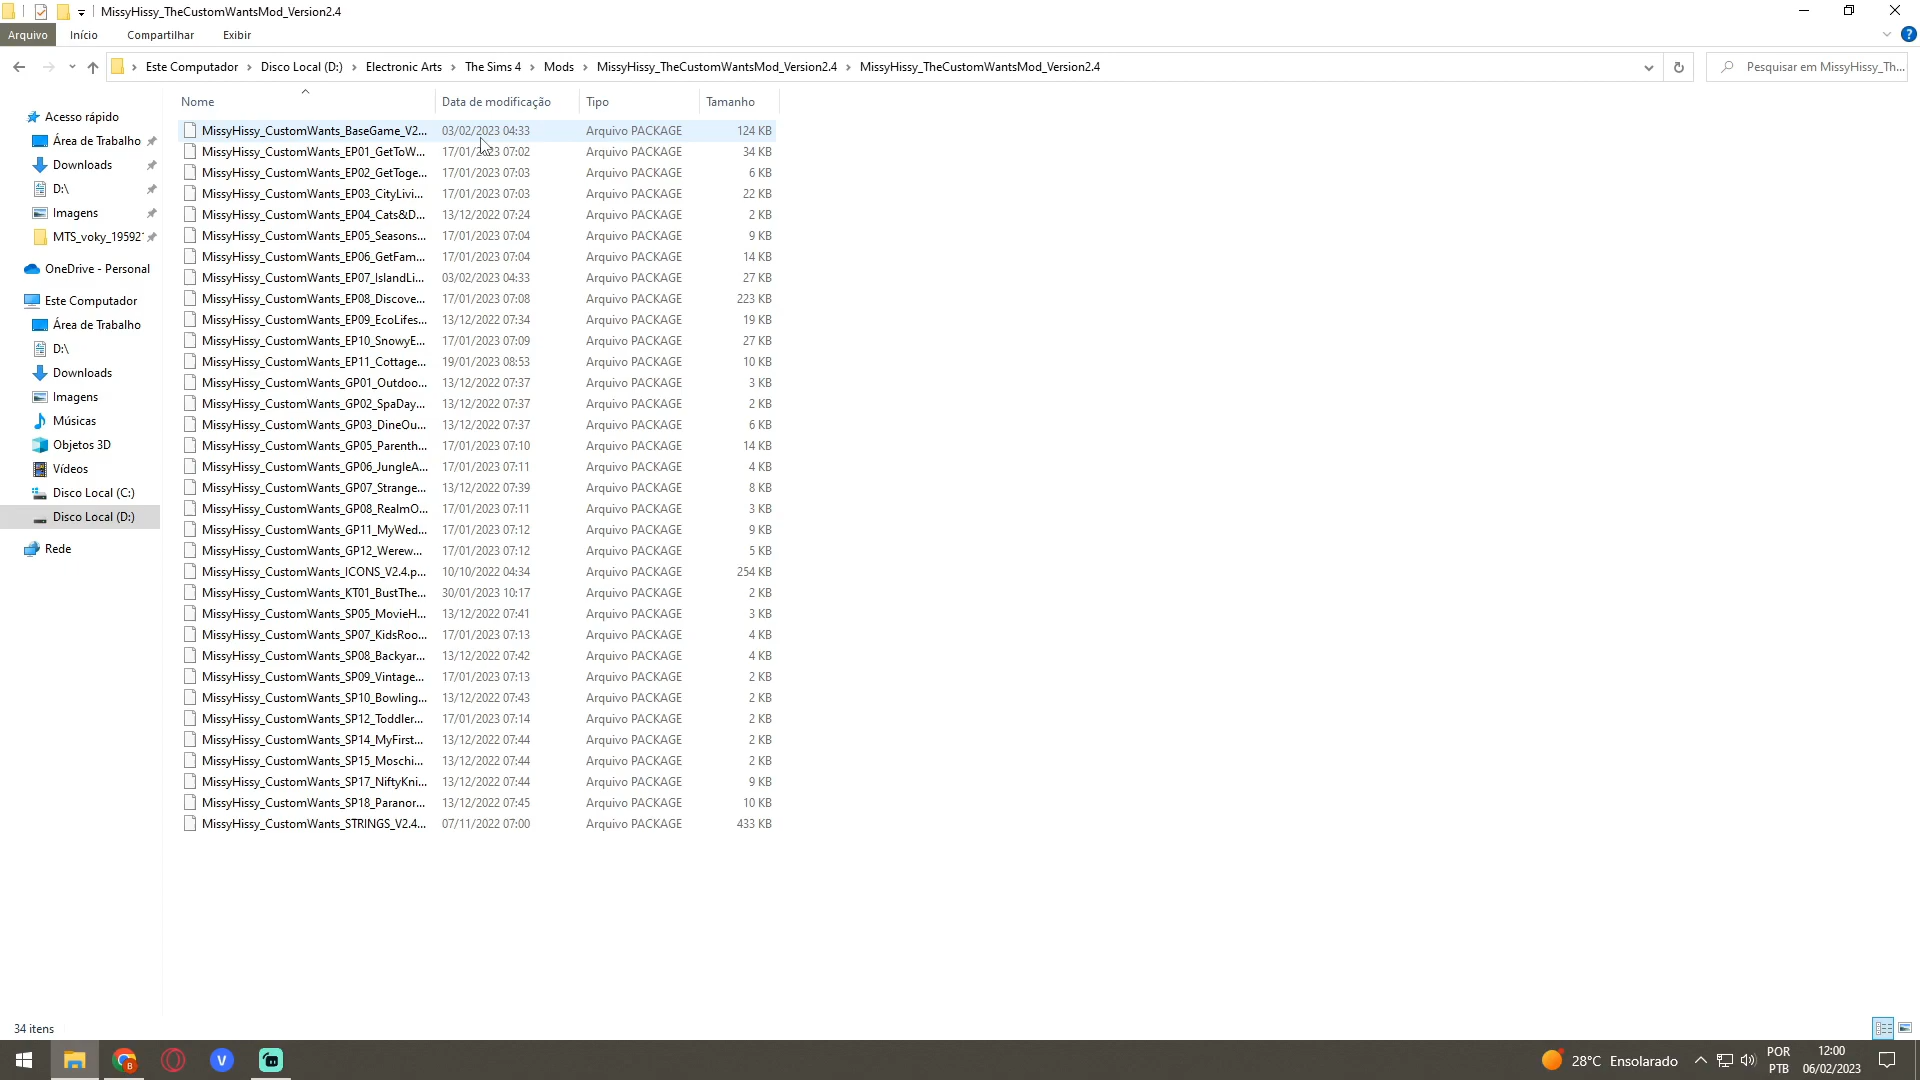 MissyHissy_TheCustomWantsMod_Version2.4
Arquivo Início Compartilhar Exibir
Este Computador Disco Local (D:) Electronic Arts The Sims 4 Mods MissyHissy_TheCustomWantsMod_Version2.4 MissyHissy_TheCustomWantsMod_Version2.4 Pesquisar em MissyHissy_Th...
Acesso rápido
Área de Trabalho
Downloads
D:\
Imagens
MTS_voky_19592
OneDrive - Personal
Este Computador
Área de Trabalho
D:\
Downloads
Imagens
Músicas
Objetos 3D
Vídeos
Disco Local (C:)
Disco Local (D:)
Rede
Nome Data de modificação Tipo Tamanho
MissyHissy_CustomWants_BaseGame_V2... 03/02/2023 04:33 Arquivo PACKAGE 124 KB
MissyHissy_CustomWants_EP01_GetToW... 17/01/2023 07:02 Arquivo PACKAGE 34 KB
MissyHissy_CustomWants_EP02_GetToge... 17/01/2023 07:03 Arquivo PACKAGE 6 KB
MissyHissy_CustomWants_EP03_CityLivi... 17/01/2023 07:03 Arquivo PACKAGE 22 KB
MissyHissy_CustomWants_EP04_Cats&D... 13/12/2022 07:24 Arquivo PACKAGE 2 KB
MissyHissy_CustomWants_EP05_Seasons... 17/01/2023 07:04 Arquivo PACKAGE 9 KB
MissyHissy_CustomWants_EP06_GetFam... 17/01/2023 07:04 Arquivo PACKAGE 14 KB
MissyHissy_CustomWants_EP07_IslandLi... 03/02/2023 04:33 Arquivo PACKAGE 27 KB
MissyHissy_CustomWants_EP08_Discove... 17/01/2023 07:08 Arquivo PACKAGE 223 KB
MissyHissy_CustomWants_EP09_EcoLifes... 13/12/2022 07:34 Arquivo PACKAGE 19 KB
MissyHissy_CustomWants_EP10_SnowyE... 17/01/2023 07:09 Arquivo PACKAGE 27 KB
MissyHissy_CustomWants_EP11_Cottage... 19/01/2023 08:53 Arquivo PACKAGE 10 KB
MissyHissy_CustomWants_GP01_Outdoo... 13/12/2022 07:37 Arquivo PACKAGE 3 KB
MissyHissy_CustomWants_GP02_SpaDay... 13/12/2022 07:37 Arquivo PACKAGE 2 KB
MissyHissy_CustomWants_GP03_DineOu... 13/12/2022 07:37 Arquivo PACKAGE 6 KB
MissyHissy_CustomWants_GP05_Parenth... 17/01/2023 07:10 Arquivo PACKAGE 14 KB
MissyHissy_CustomWants_GP06_JungleA... 17/01/2023 07:11 Arquivo PACKAGE 4 KB
MissyHissy_CustomWants_GP07_Strange... 13/12/2022 07:39 Arquivo PACKAGE 8 KB
MissyHissy_CustomWants_GP08_RealmO... 17/01/2023 07:11 Arquivo PACKAGE 3 KB
MissyHissy_CustomWants_GP11_MyWed... 17/01/2023 07:12 Arquivo PACKAGE 9 KB
MissyHissy_CustomWants_GP12_Werew... 17/01/2023 07:12 Arquivo PACKAGE 5 KB
MissyHissy_CustomWants_ICONS_V2.4.p... 10/10/2022 04:34 Arquivo PACKAGE 254 KB
MissyHissy_CustomWants_KT01_BustThe... 30/01/2023 10:17 Arquivo PACKAGE 2 KB
MissyHissy_CustomWants_SP05_MovieH... 13/12/2022 07:41 Arquivo PACKAGE 3 KB
MissyHissy_CustomWants_SP07_KidsRoo... 17/01/2023 07:13 Arquivo PACKAGE 4 KB
MissyHissy_CustomWants_SP08_Backyar... 13/12/2022 07:42 Arquivo PACKAGE 4 KB
MissyHissy_CustomWants_SP09_Vintage... 17/01/2023 07:13 Arquivo PACKAGE 2 KB
MissyHissy_CustomWants_SP10_Bowling... 13/12/2022 07:43 Arquivo PACKAGE 2 KB
MissyHissy_CustomWants_SP12_Toddler... 17/01/2023 07:14 Arquivo PACKAGE 2 KB
MissyHissy_CustomWants_SP14_MyFirst... 13/12/2022 07:44 Arquivo PACKAGE 2 KB
MissyHissy_CustomWants_SP15_Moschi... 13/12/2022 07:44 Arquivo PACKAGE 2 KB
MissyHissy_CustomWants_SP17_NiftyKni... 13/12/2022 07:44 Arquivo PACKAGE 9 KB
MissyHissy_CustomWants_SP18_Paranor... 13/12/2022 07:45 Arquivo PACKAGE 10 KB
MissyHissy_CustomWants_STRINGS_V2.4... 07/11/2022 07:00 Arquivo PACKAGE 433 KB
34 itens
28°C Ensolarado
POR
PTB
12:00
06/02/2023